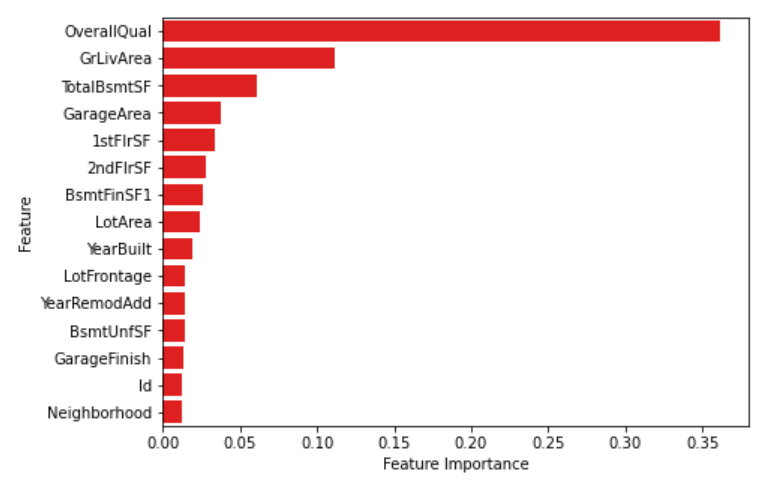 OverallQual
GrLivArea
TotalBsmtSF
GarageArea
1stFlrSF
2ndFlrSF
BsmtFinSF1
LotArea
YearBuilt
LotFrontage
YearRemodAdd
BsmtUnfSF
GarageFinish
Id
Neighborhood
Feature
0.00 0.05 0.10 0.15 0.20 0.25 0.30 0.35
Feature Importance